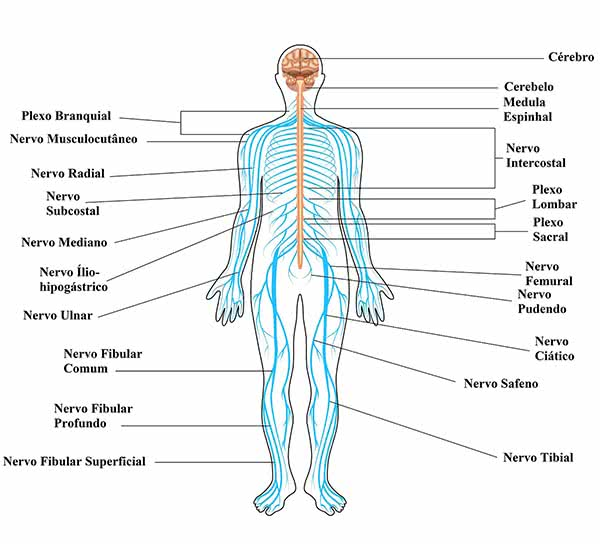 Cérebro
Cerebelo
Medula
Espinhal
Plexo Branquial
Nervo Musculocutâneo
Nervo
Intercostal
Nervo Radial
Nervo
Subcostal
Plexo
Lombar
Plexo
Sacral
Nervo Mediano
Nervo Ílio-
hipogástrico
Nervo
Femural
Nervo
Pudendo
Nervo Ulnar
Nervo
Ciático
Nervo Fibular
Comum
Nervo Safeno
Nervo Fibular
Profundo
Nervo Fibular Superficial
Nervo Tibial